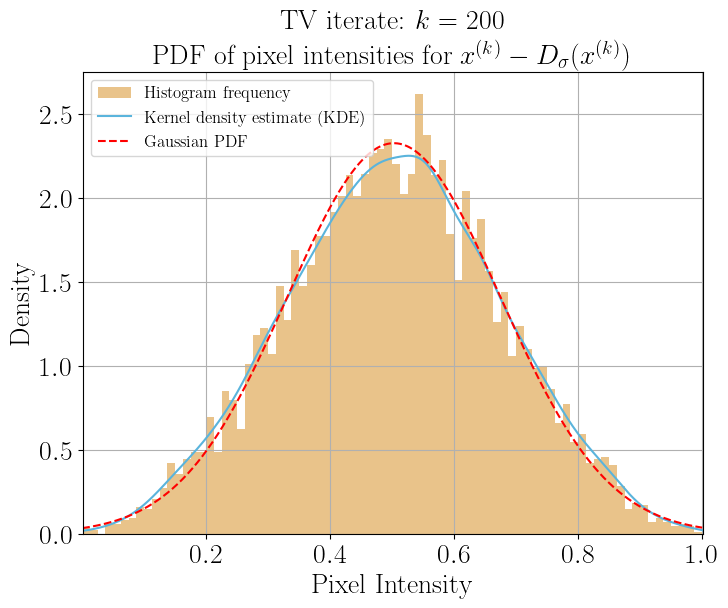 TV iterate: k = 200
PDF of pixel intensities for x^(k) − D_σ(x^(k))
Histogram frequency
Kernel density estimate (KDE)
Gaussian PDF
2.5
2.0
1.5
1.0
0.5
0.0
Density
0.2 0.4 0.6 0.8 1.0
Pixel Intensity